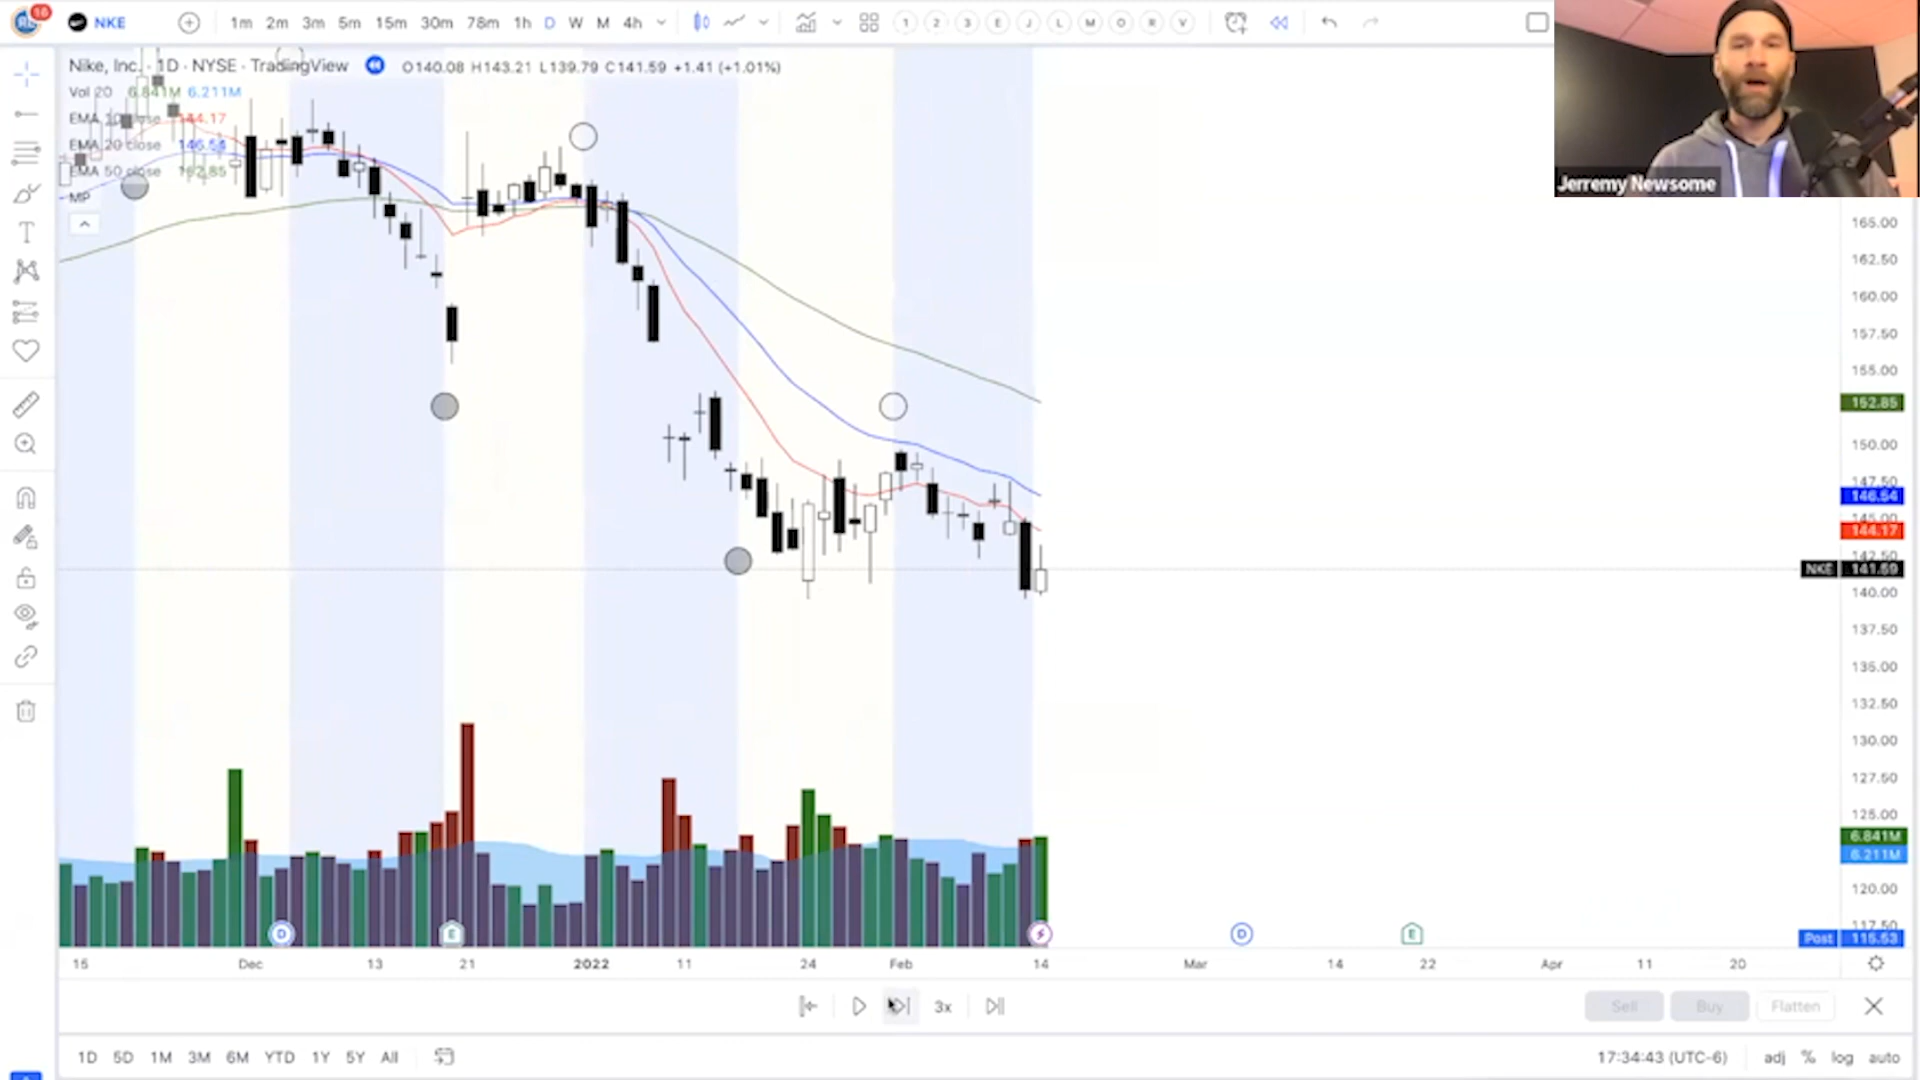 18
NKE
1m 2m 3m 5m 15m 30m 78m 1h D W M 4h
1 2 3 E J L M O R V
Nike, Inc. · 1D · NYSE · TradingView O140.08 H143.21 L139.79 C141.59 +1.41 (+1.01%)
Vol 20 6.841M 6.211M
EMA 10 close 144.17
EMA 20 close 146.54
EMA 50 close 152.85
MP
Jerremy Newsome
165.00
162.50
160.00
157.50
155.00
152.85
150.00
147.50
146.54
145.00
144.17
142.50
NKE 141.59
140.00
137.50
135.00
132.50
130.00
127.50
125.00
6.841M
6.211M
120.00
117.50
Post 115.53
D E D E
15 Dec 13 21 2022 11 24 Feb 14 Mar 14 22 Apr 11 20
3x
Sell Buy Flatten
1D 5D 1M 3M 6M YTD 1Y 5Y All
17:34:43 (UTC-6) adj % log auto